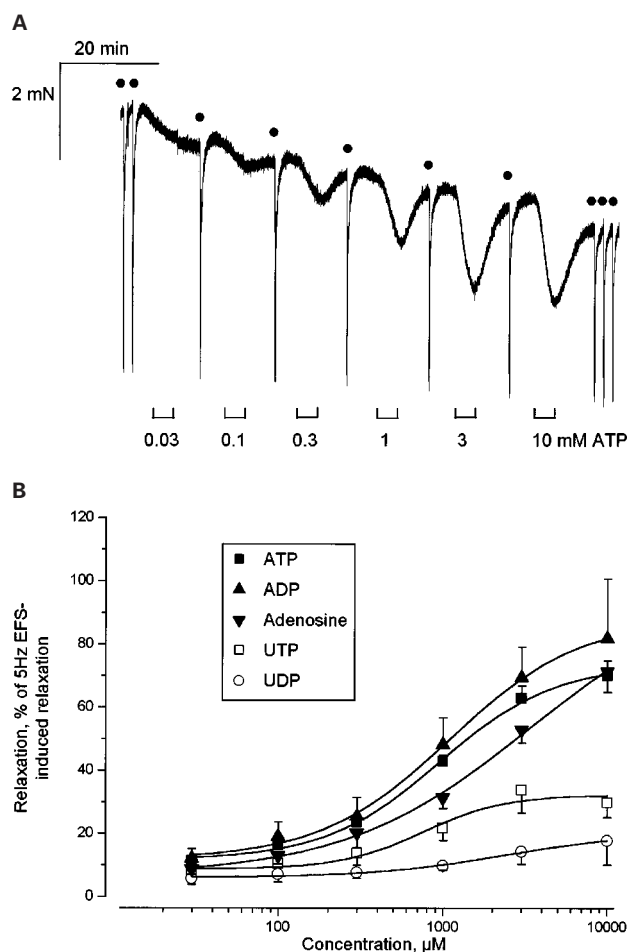 A
20 min
2 mN
0.03 0.1 0.3 1 3 10 mM ATP
B
120
100
80
60
40
20
0
Relaxation, % of 5Hz EFS-
induced relaxation
ATP
ADP
Adenosine
UTP
UDP
100 1000 10000
Concentration, µM